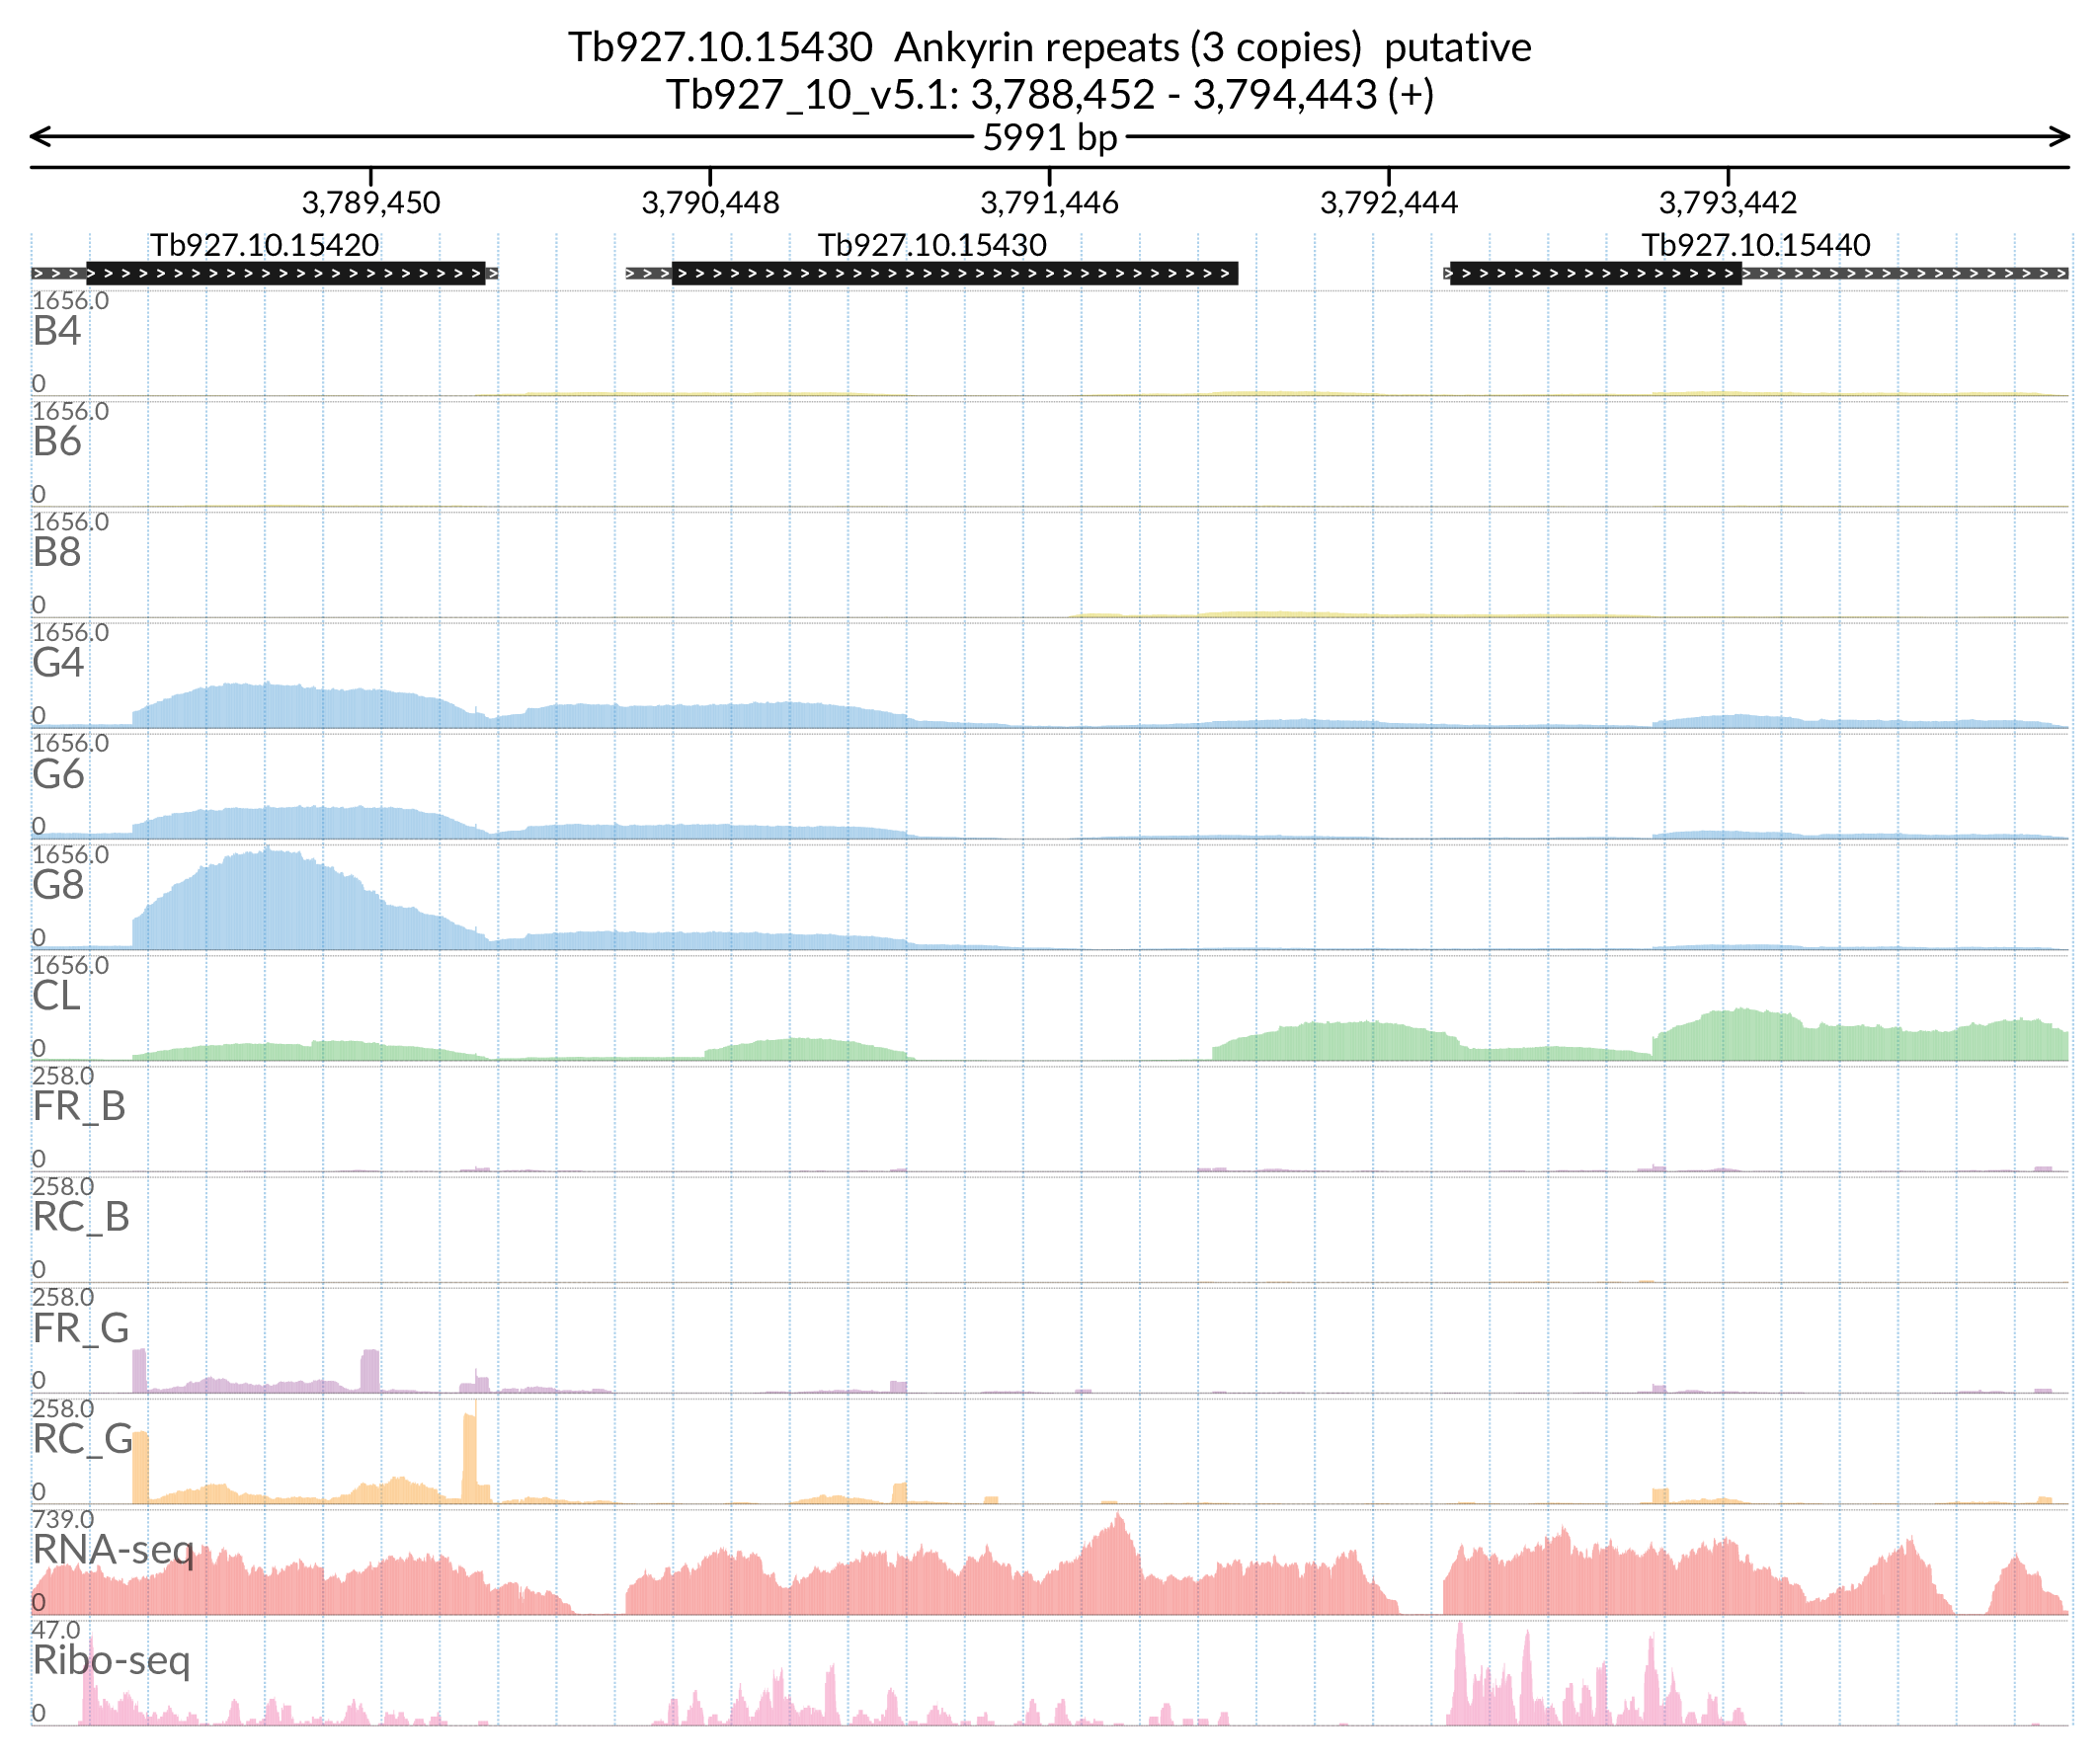 Tb927.10.15430 Ankyrin repeats (3 copies) putative
Tb927_10_v5.1: 3,788,452 - 3,794,443 (+)
5991 bp
3,789,450 3,790,448 3,791,446 3,792,444 3,793,442
Tb927.10.15420 Tb927.10.15430 Tb927.10.15440
1656.0
B4
0
1656.0
B6
0
1656.0
B8
0
1656.0
G4
0
1656.0
G6
0
1656.0
G8
0
1656.0
CL
0
258.0
FR_B
0
258.0
RC_B
0
258.0
FR_G
0
258.0
RC_G
0
739.0
RNA-seq
0
47.0
Ribo-seq
0